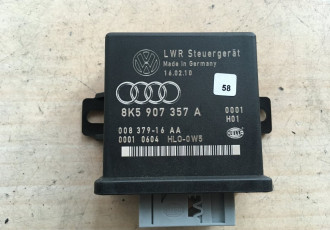 LWR Steuergerät
Made in Germany
16.02.10
58
8K5 907 357 A
0001
H01
008 379-16 AA
0001 0604 HLO-0W5
HELLA